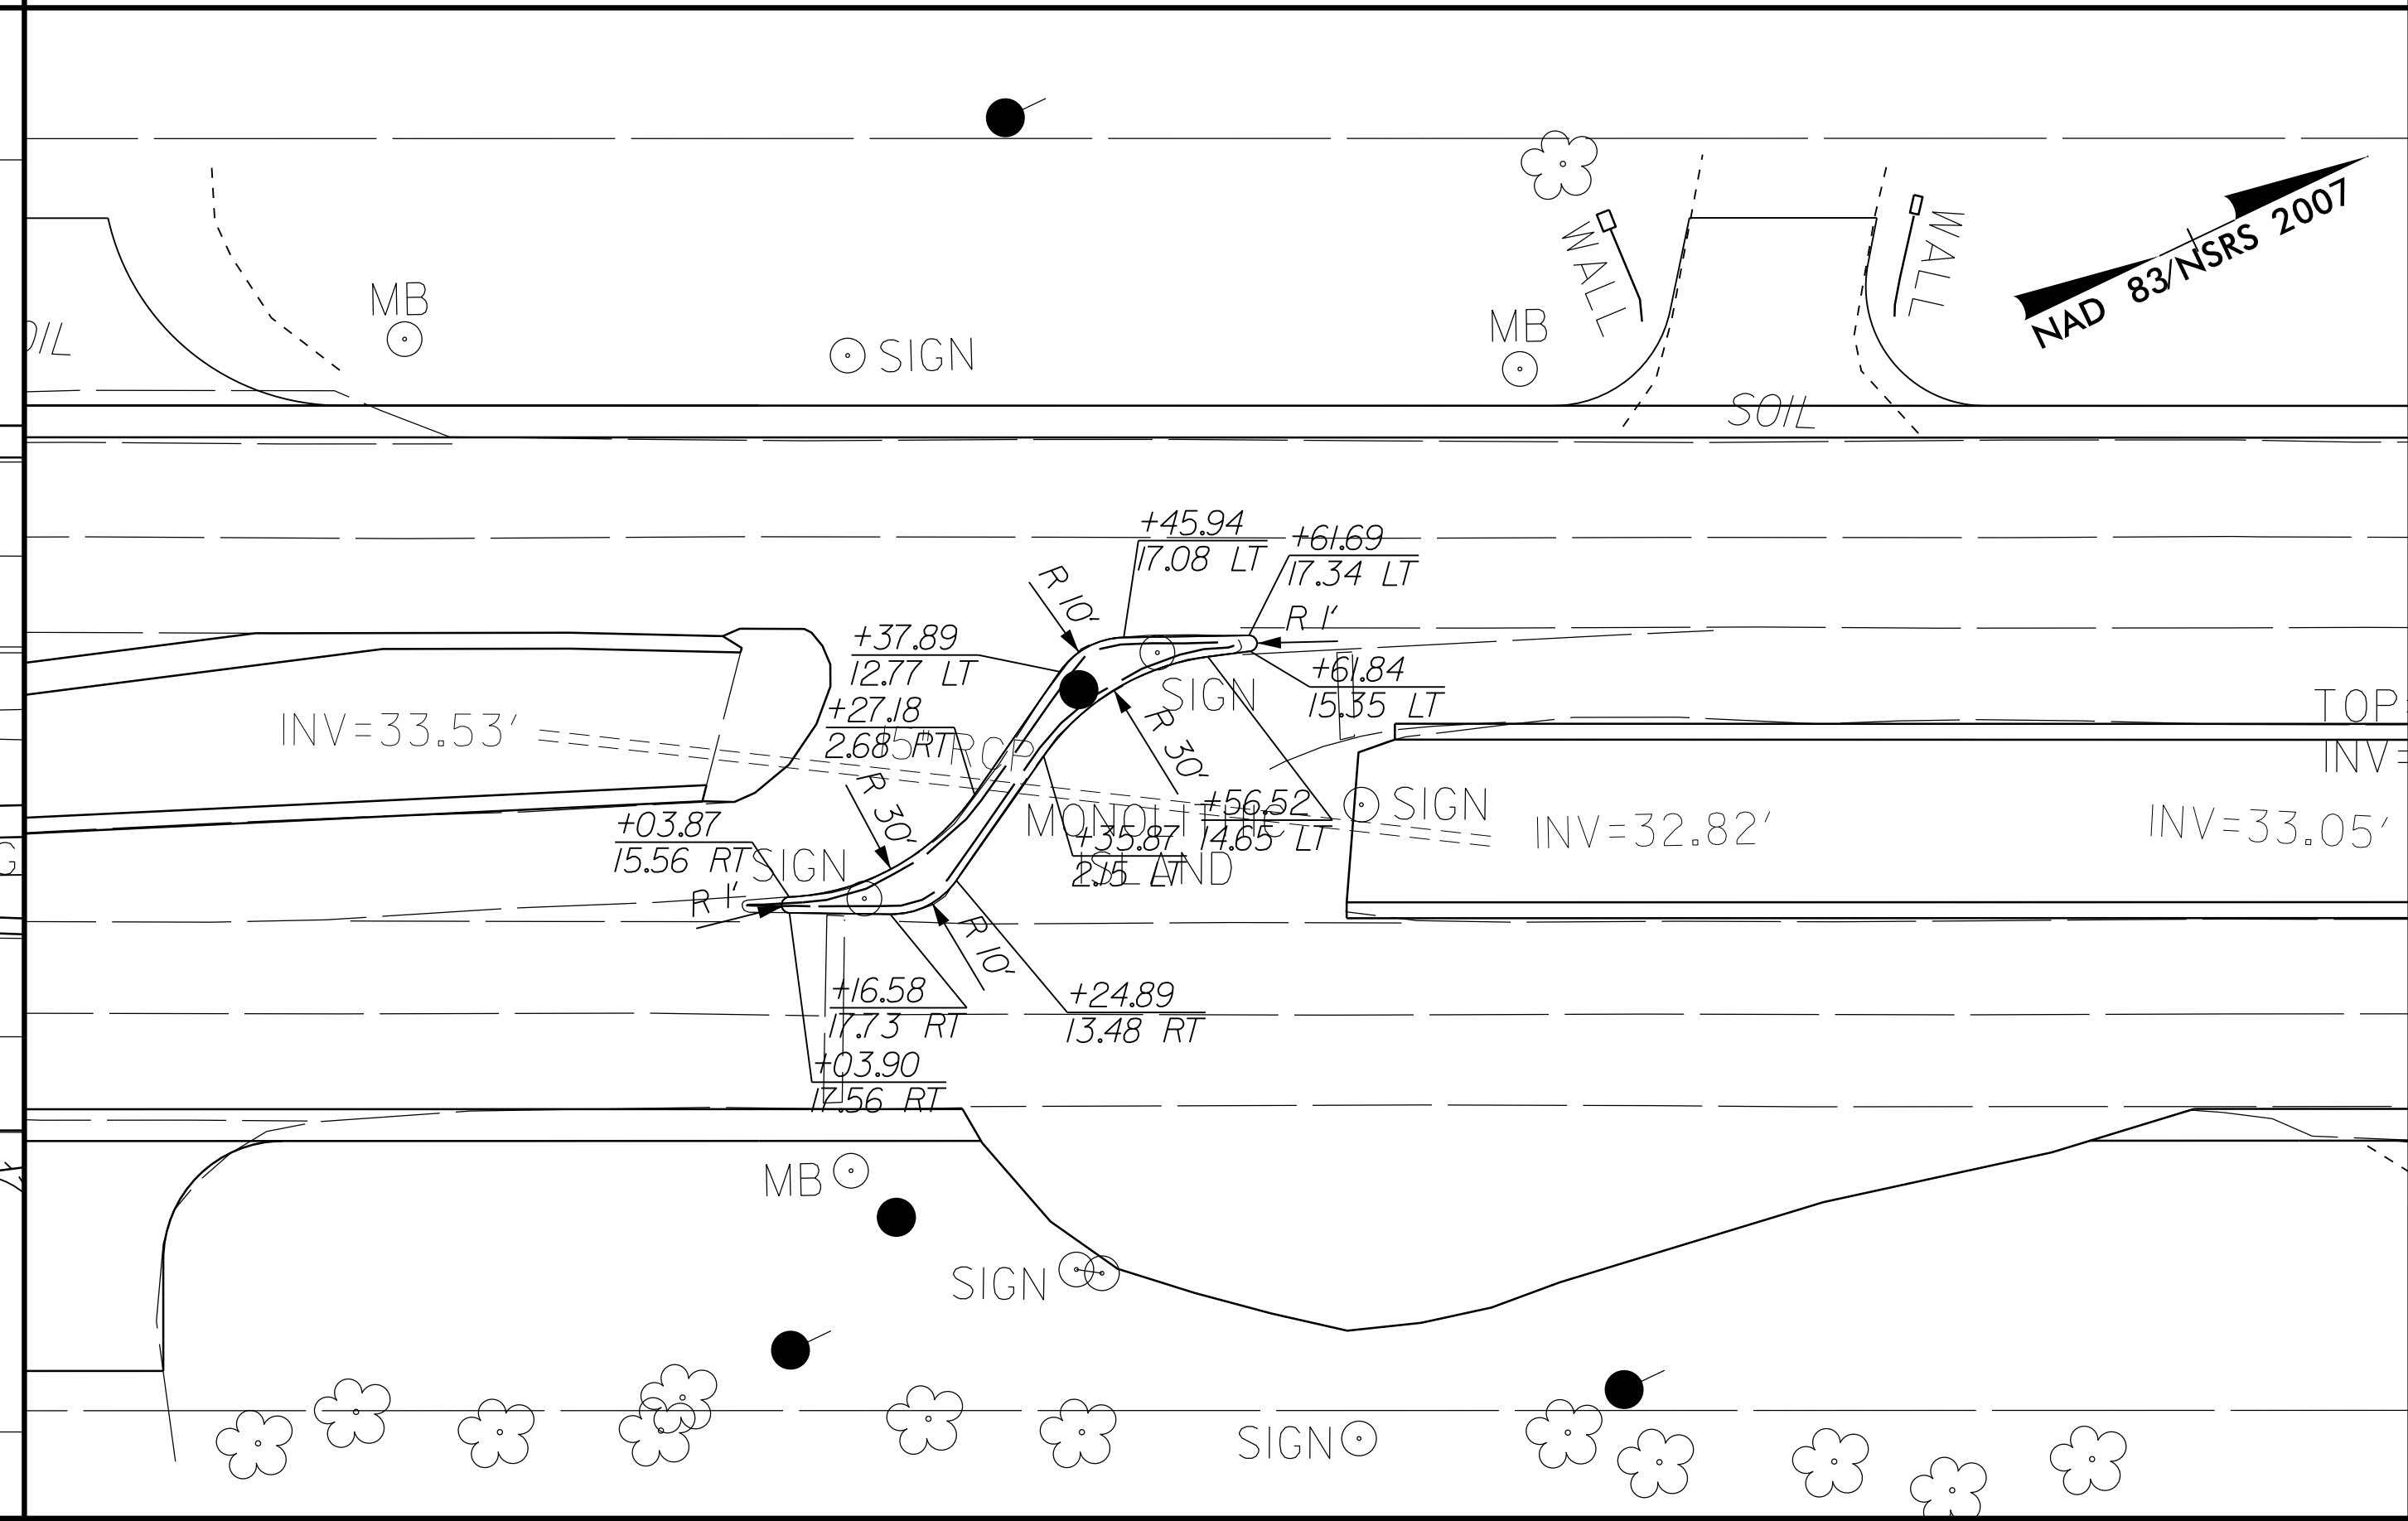 WALL
WALL
NAD 83/NSRS 2007
MB
SIGN
MB
SOIL
+45.94
17.08 LT
+61.69
17.34 LT
R 10'
R 1'
+37.89
12.77 LT
+61.84
15.35 LT
SIGN
+27.18
2.68 RT
INV=33.53'
R 30'
TOP
INV=
R 30'
+56.52
14.65 LT
SIGN
MONOLITHIC
ISLAND
+35.87
2.15 LT
INV=32.82'
INV=33.05'
+03.87
15.56 RT
SIGN
R 1'
R 10'
+16.58
17.73 RT
+24.89
13.48 RT
+03.90
17.56 RT
MB
SIGN
SIGN